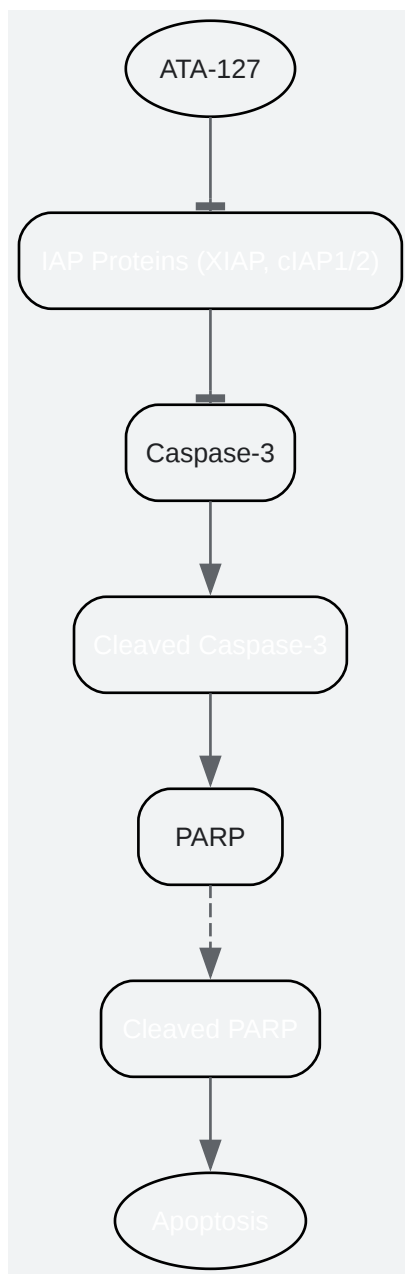 ATA-127
IAP Proteins (XIAP, cIAP1/2)
Caspase-3
Cleaved Caspase-3
PARP
Cleaved PARP
Apoptosis